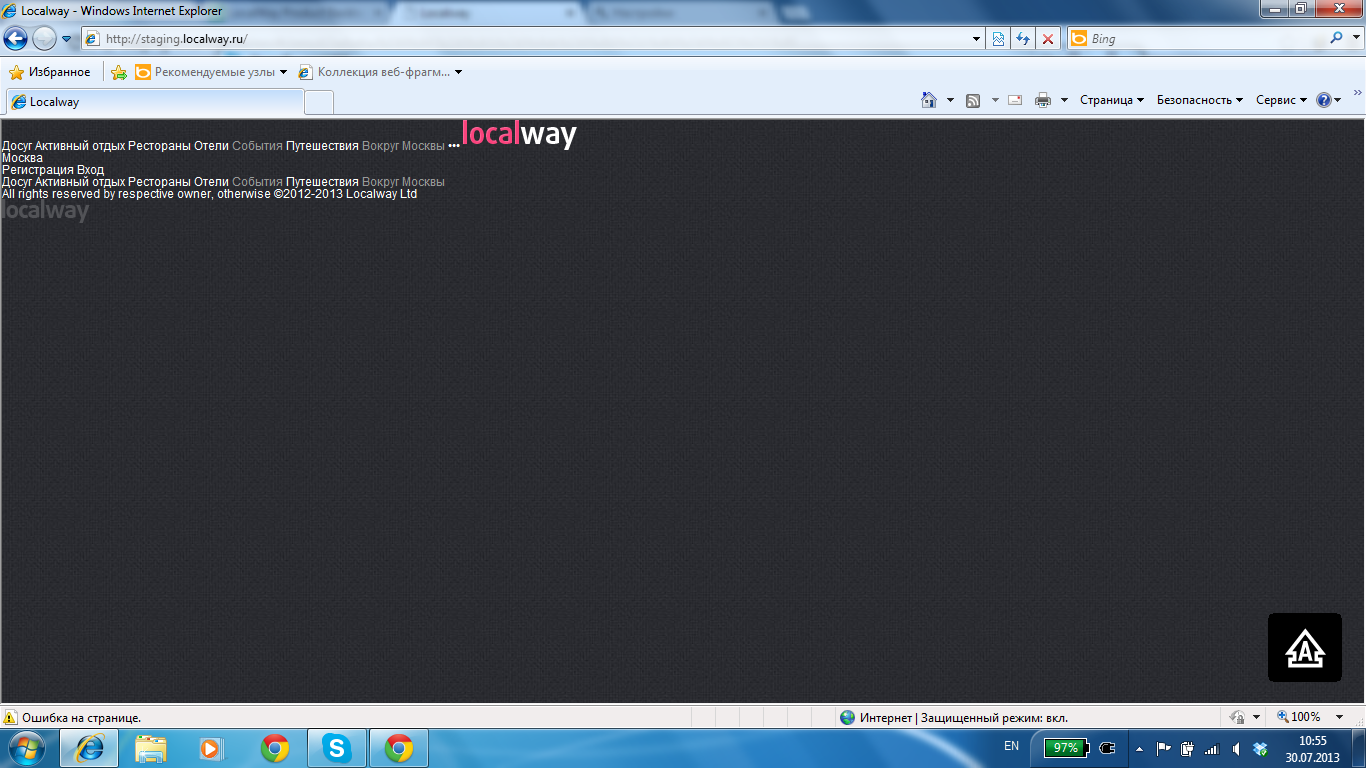 Localway - Windows Internet Explorer
http://staging.localway.ru/
Bing
Избранное
Рекомендуемые узлы
Коллекция веб-фрагм...
Localway
Страница
Безопасность
Сервис
»
localway
Досуг Активный отдых Рестораны Отели События Путешествия Вокруг Москвы •••
Москва
Регистрация Вход
Досуг Активный отдых Рестораны Отели События Путешествия Вокруг Москвы
All rights reserved by respective owner, otherwise ©2012-2013 Localway Ltd
localway
A
Ошибка на странице.
Интернет | Защищенный режим: вкл.
100%
EN
97%
10:55
30.07.2013